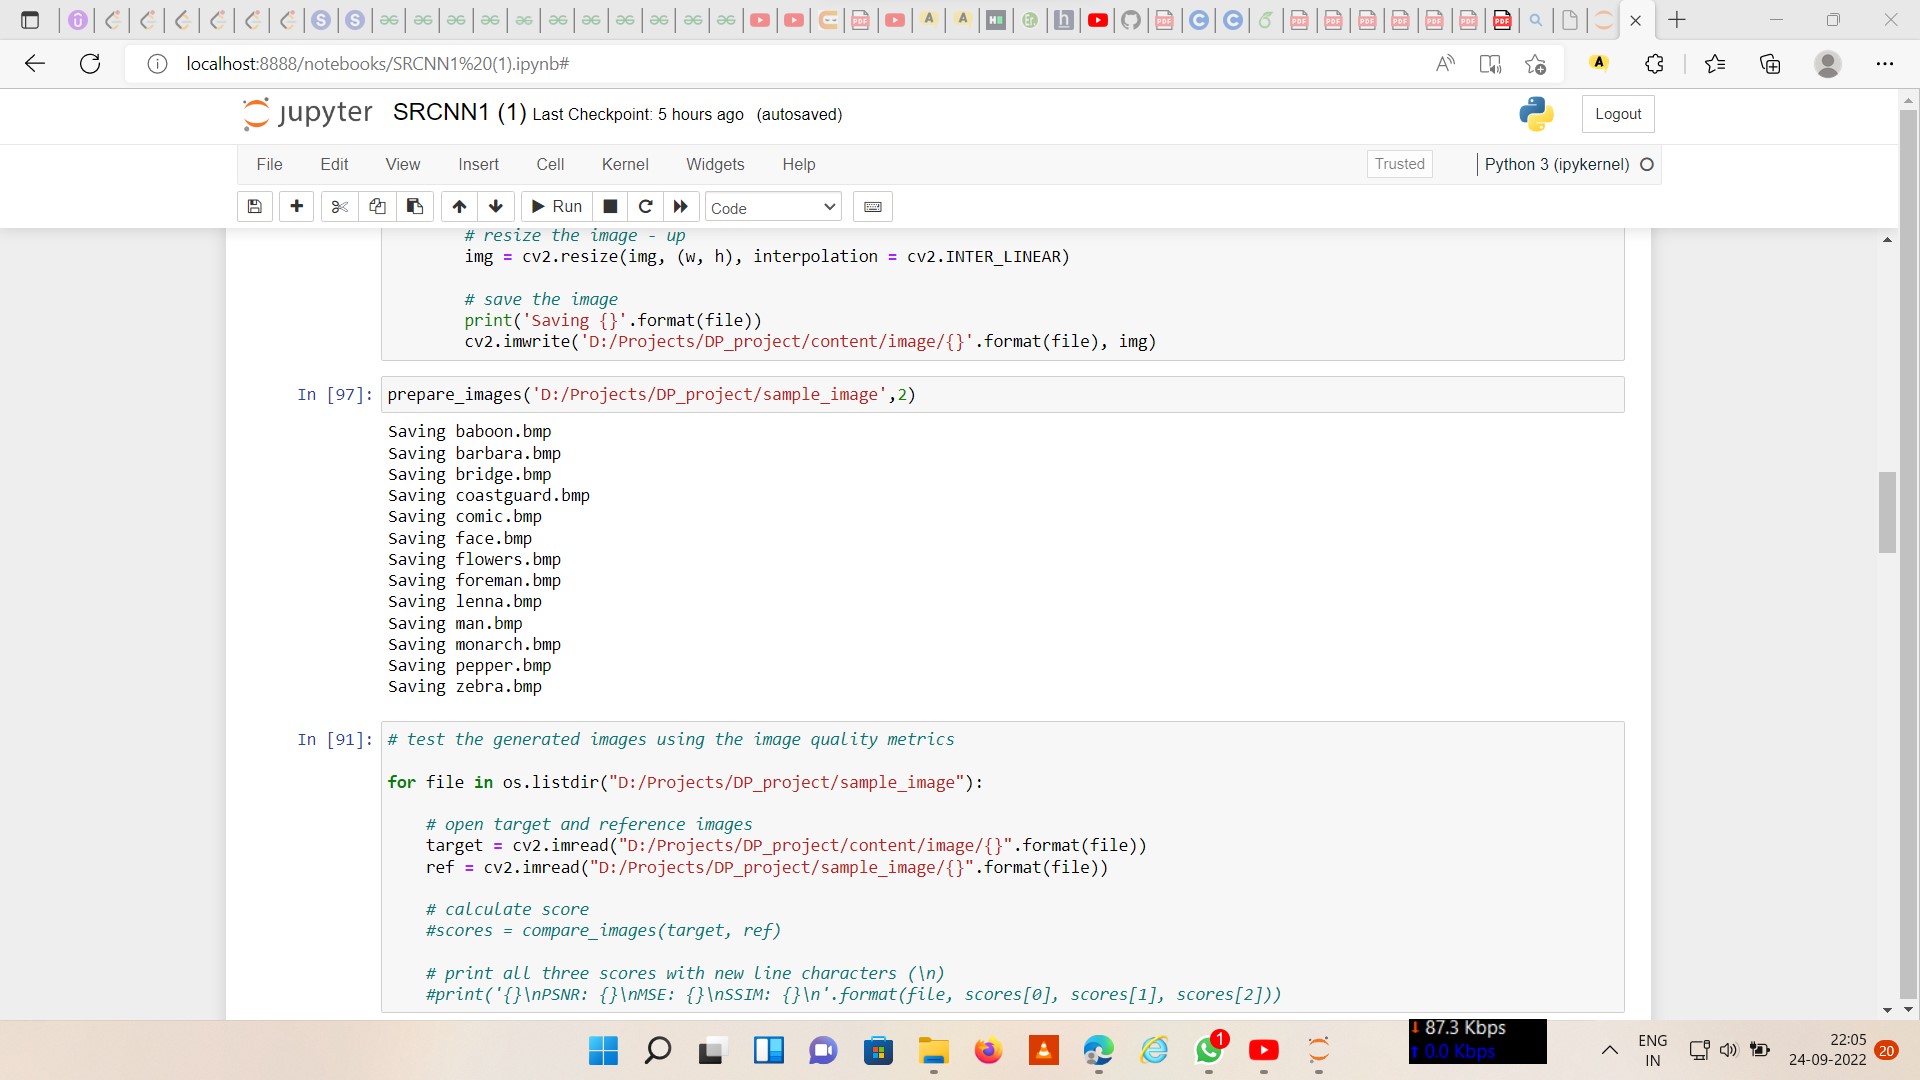 localhost:8888/notebooks/SRCNN1%20(1).ipynb#
jupyter SRCNN1 (1) Last Checkpoint: 5 hours ago (autosaved)
Logout
File Edit View Insert Cell Kernel Widgets Help
Trusted Python 3 (ipykernel)
Run Code
# resize the image - up
img = cv2.resize(img, (w, h), interpolation = cv2.INTER_LINEAR)
# save the image
print('Saving {}'.format(file))
cv2.imwrite('D:/Projects/DP_project/content/image/{}'.format(file), img)
In [97]: prepare_images('D:/Projects/DP_project/sample_image',2)
Saving baboon.bmp
Saving barbara.bmp
Saving bridge.bmp
Saving coastguard.bmp
Saving comic.bmp
Saving face.bmp
Saving flowers.bmp
Saving foreman.bmp
Saving lenna.bmp
Saving man.bmp
Saving monarch.bmp
Saving pepper.bmp
Saving zebra.bmp
In [91]: # test the generated images using the image quality metrics
for file in os.listdir("D:/Projects/DP_project/sample_image"):
# open target and reference images
target = cv2.imread("D:/Projects/DP_project/content/image/{}".format(file))
ref = cv2.imread("D:/Projects/DP_project/sample_image/{}".format(file))
# calculate score
#scores = compare_images(target, ref)
# print all three scores with new line characters (\n)
#print('{}\nPSNR: {}\nMSE: {}\nSSIM: {}\n'.format(file, scores[0], scores[1], scores[2]))
87.3 Kbps
0.0 Kbps
1
ENG
IN
22:05
24-09-2022
20